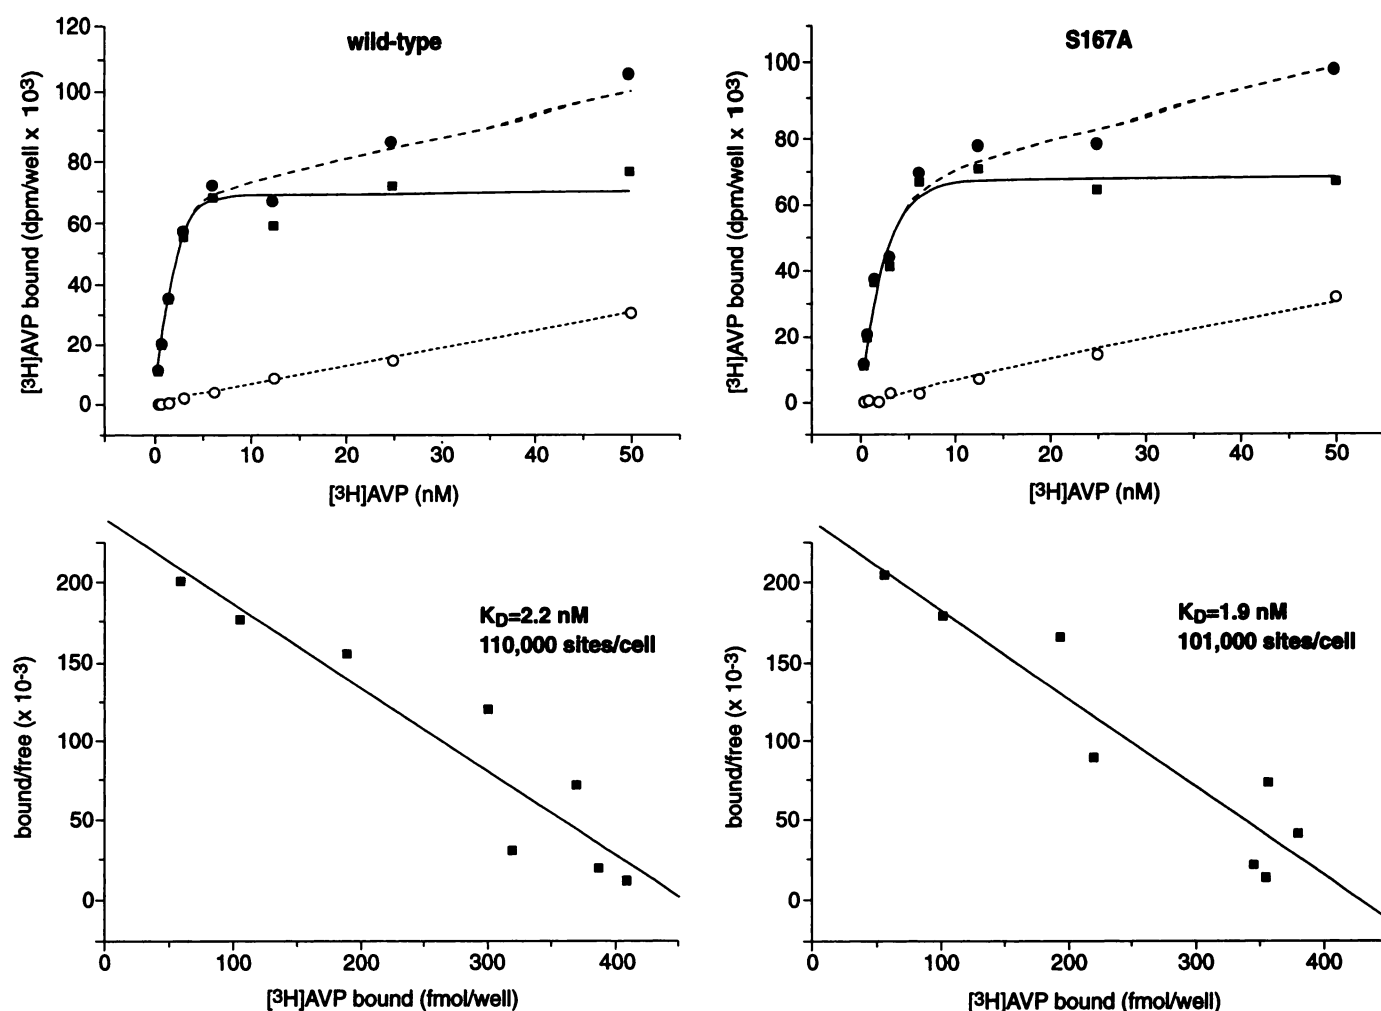 wild-type
[³H]AVP bound (dpm/well x 10³)
120
100
80
60
40
20
0
0 10 20 30 40 50
[³H]AVP (nM)
S167A
[³H]AVP bound (dpm/well x 10³)
100
80
60
40
20
0
0 10 20 30 40 50
[³H]AVP (nM)
bound/free (x 10⁻³)
200
150
100
50
0
K_D=2.2 nM
110,000 sites/cell
0 100 200 300 400
[³H]AVP bound (fmol/well)
bound/free (x 10⁻³)
200
150
100
50
0
K_D=1.9 nM
101,000 sites/cell
0 100 200 300 400
[³H]AVP bound (fmol/well)